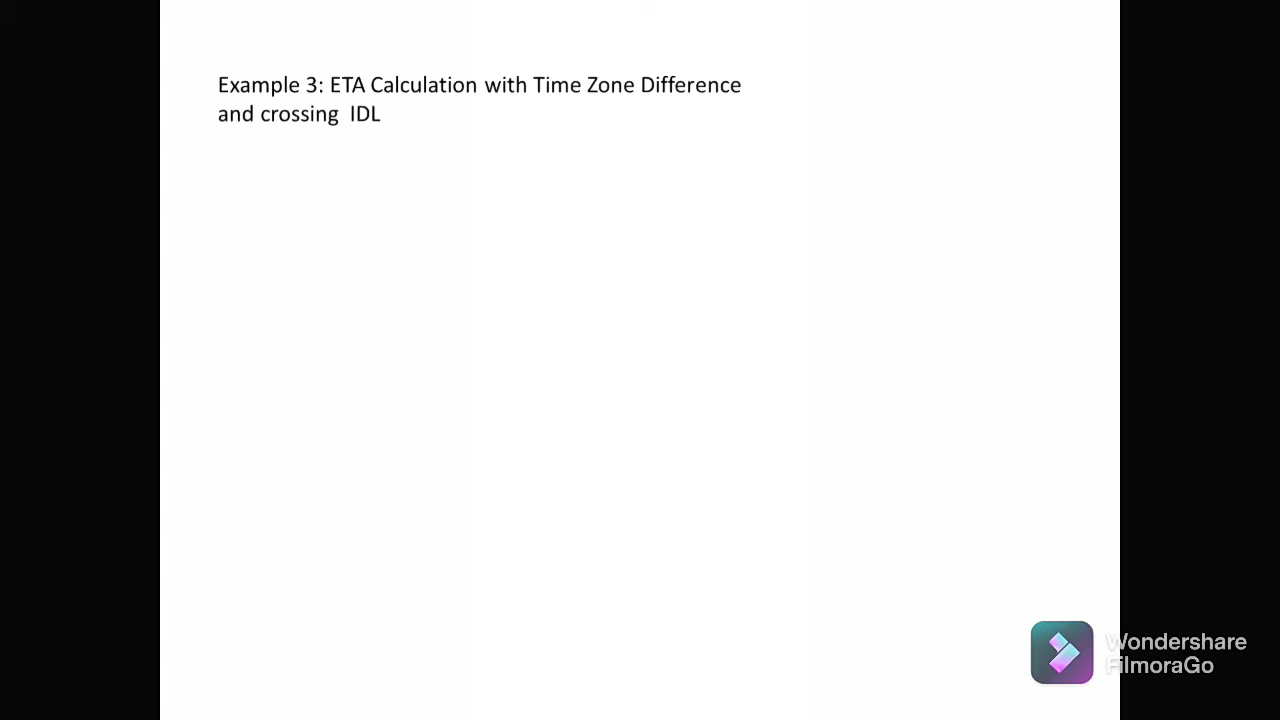 Example 3: ETA Calculation with Time Zone Difference
and crossing IDL
Wondershare
FilmoraGo